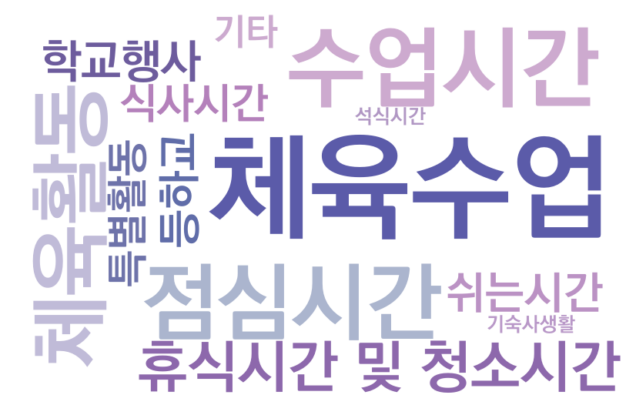 기타
학교행사
수업시간
식사시간
석식시간
체육활동
특별활동
등하교
체육수업
점심시간
쉬는시간
기숙사생활
휴식시간 및 청소시간